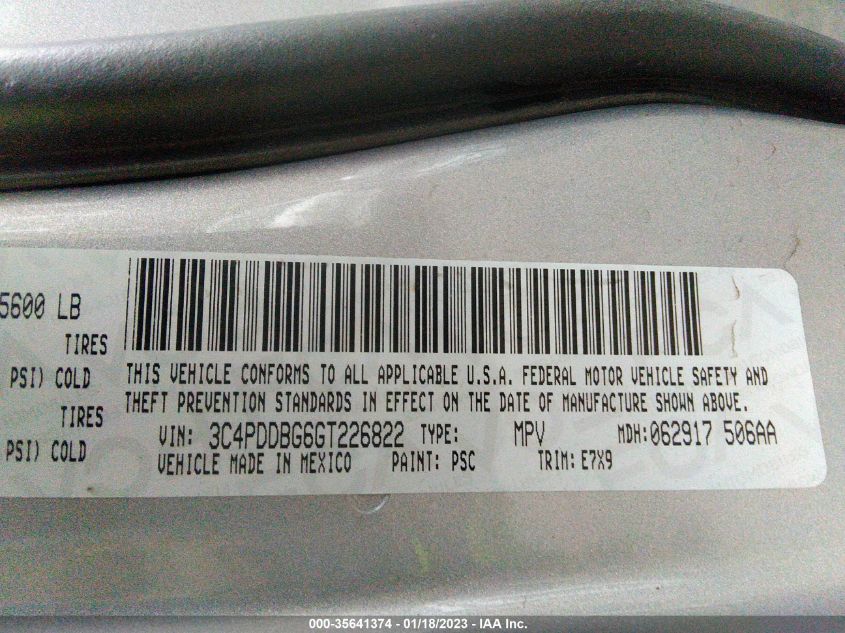 5600 LB
TIRES
PSI) COLD
TIRES
PSI) COLD
THIS VEHICLE CONFORMS TO ALL APPLICABLE U.S.A. FEDERAL MOTOR VEHICLE SAFETY AND
THEFT PREVENTION STANDARDS IN EFFECT ON THE DATE OF MANUFACTURE SHOWN ABOVE.
VIN: 3C4PDDBG6GT226822 TYPE: MPV MDH:062917 506AA
VEHICLE MADE IN MEXICO PAINT: PSC TRIM: E7X9
000-35641374 - 01/18/2023 - IAA Inc.